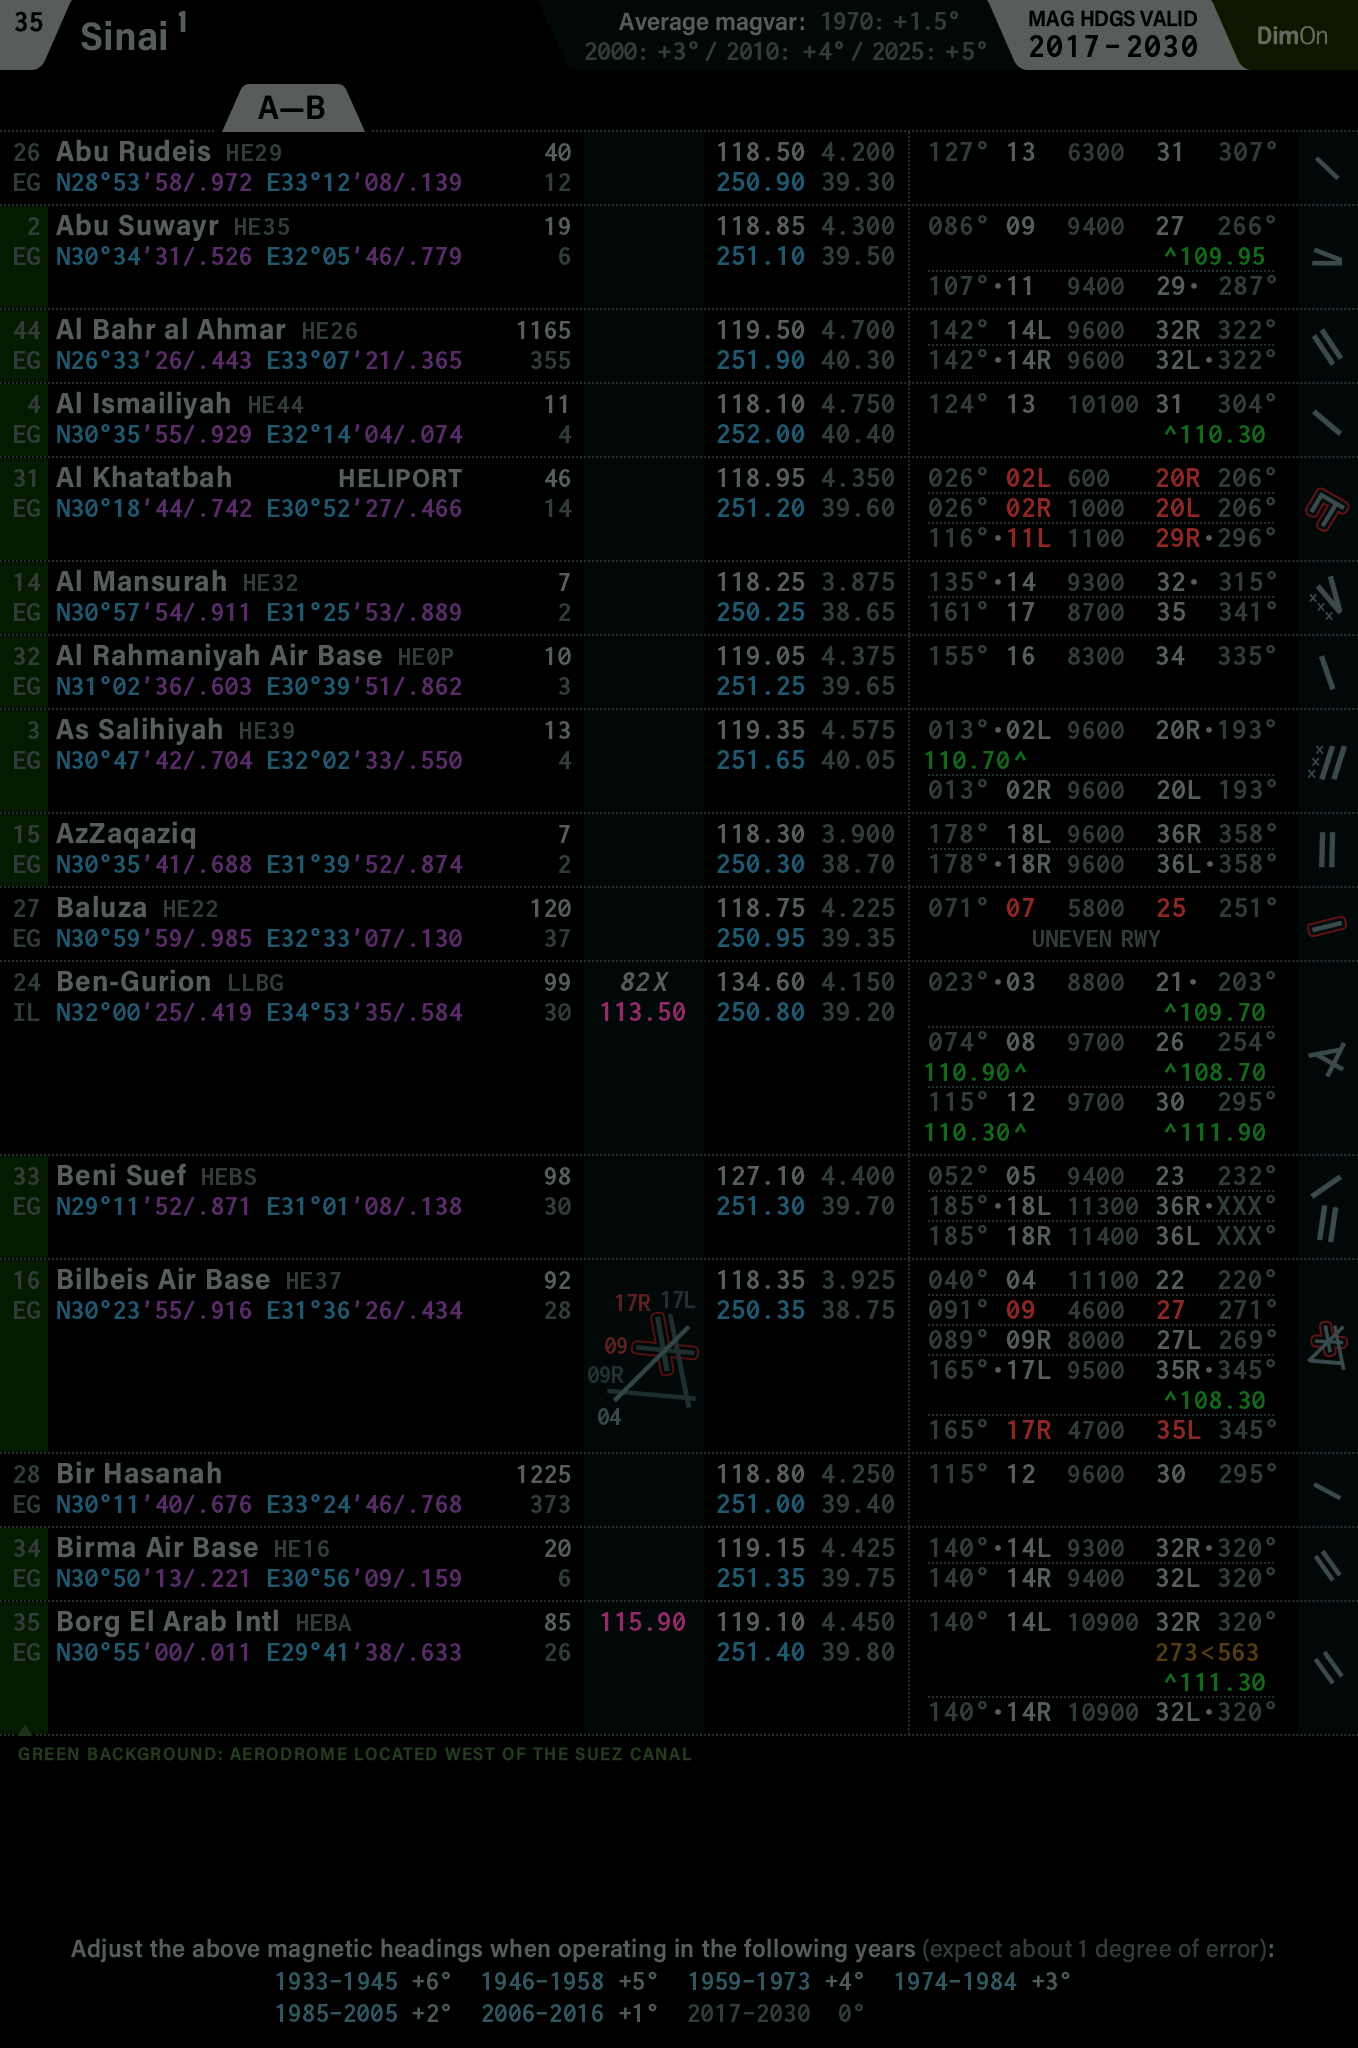 35 Sinai 1 Average magvar: 1970: +1.5° MAG HDGS VALID DimOn
2000: +3° / 2010: +4° / 2025: +5° 2017-2030
A—B
26 Abu Rudeis HE29 40 118.50 4.200 127° 13 6300 31 307°
EG N28°53'58/.972 E33°12'08/.139 12 250.90 39.30
2 Abu Suwayr HE35 19 118.85 4.300 086° 09 9400 27 266°
EG N30°34'31/.526 E32°05'46/.779 6 251.10 39.50 ^109.95
107°•11 9400 29• 287°
44 Al Bahr al Ahmar HE26 1165 119.50 4.700 142° 14L 9600 32R 322°
EG N26°33'26/.443 E33°07'21/.365 355 251.90 40.30 142°•14R 9600 32L•322°
4 Al Ismailiyah HE44 11 118.10 4.750 124° 13 10100 31 304°
EG N30°35'55/.929 E32°14'04/.074 4 252.00 40.40 ^110.30
31 Al Khatatbah HELIPORT 46 118.95 4.350 026° 02L 600 20R 206°
EG N30°18'44/.742 E30°52'27/.466 14 251.20 39.60 026° 02R 1000 20L 206°
116°•11L 1100 29R•296°
14 Al Mansurah HE32 7 118.25 3.875 135°•14 9300 32• 315°
EG N30°57'54/.911 E31°25'53/.889 2 250.25 38.65 161° 17 8700 35 341°
32 Al Rahmaniyah Air Base HE0P 10 119.05 4.375 155° 16 8300 34 335°
EG N31°02'36/.603 E30°39'51/.862 3 251.25 39.65
3 As Salihiyah HE39 13 119.35 4.575 013°•02L 9600 20R•193°
EG N30°47'42/.704 E32°02'33/.550 4 251.65 40.05 110.70^
013° 02R 9600 20L 193°
15 AzZaqaziq 7 118.30 3.900 178° 18L 9600 36R 358°
EG N30°35'41/.688 E31°39'52/.874 2 250.30 38.70 178°•18R 9600 36L•358°
27 Baluza HE22 120 118.75 4.225 071° 07 5800 25 251°
EG N30°59'59/.985 E32°33'07/.130 37 250.95 39.35 UNEVEN RWY
24 Ben-Gurion LLBG 99 82X 134.60 4.150 023°•03 8800 21• 203°
IL N32°00'25/.419 E34°53'35/.584 30 113.50 250.80 39.20 ^109.70
074° 08 9700 26 254°
110.90^ ^108.70
115° 12 9700 30 295°
110.30^ ^111.90
33 Beni Suef HEBS 98 127.10 4.400 052° 05 9400 23 232°
EG N29°11'52/.871 E31°01'08/.138 30 251.30 39.70 185°•18L 11300 36R•XXX°
185° 18R 11400 36L XXX°
16 Bilbeis Air Base HE37 92 118.35 3.925 040° 04 11100 22 220°
EG N30°23'55/.916 E31°36'26/.434 28 17R 17L 250.35 38.75 091° 09 4600 27 271°
09 089° 09R 8000 27L 269°
09R 165°•17L 9500 35R•345°
04 ^108.30
165° 17R 4700 35L 345°
28 Bir Hasanah 1225 118.80 4.250 115° 12 9600 30 295°
EG N30°11'40/.676 E33°24'46/.768 373 251.00 39.40
34 Birma Air Base HE16 20 119.15 4.425 140°•14L 9300 32R•320°
EG N30°50'13/.221 E30°56'09/.159 6 251.35 39.75 140° 14R 9400 32L 320°
35 Borg El Arab Intl HEBA 85 115.90 119.10 4.450 140° 14L 10900 32R 320°
EG N30°55'00/.011 E29°41'38/.633 26 251.40 39.80 273<563
^111.30
140°•14R 10900 32L•320°
GREEN BACKGROUND: AERODROME LOCATED WEST OF THE SUEZ CANAL
Adjust the above magnetic headings when operating in the following years (expect about 1 degree of error):
1933-1945 +6° 1946-1958 +5° 1959-1973 +4° 1974-1984 +3°
1985-2005 +2° 2006-2016 +1° 2017-2030 0°